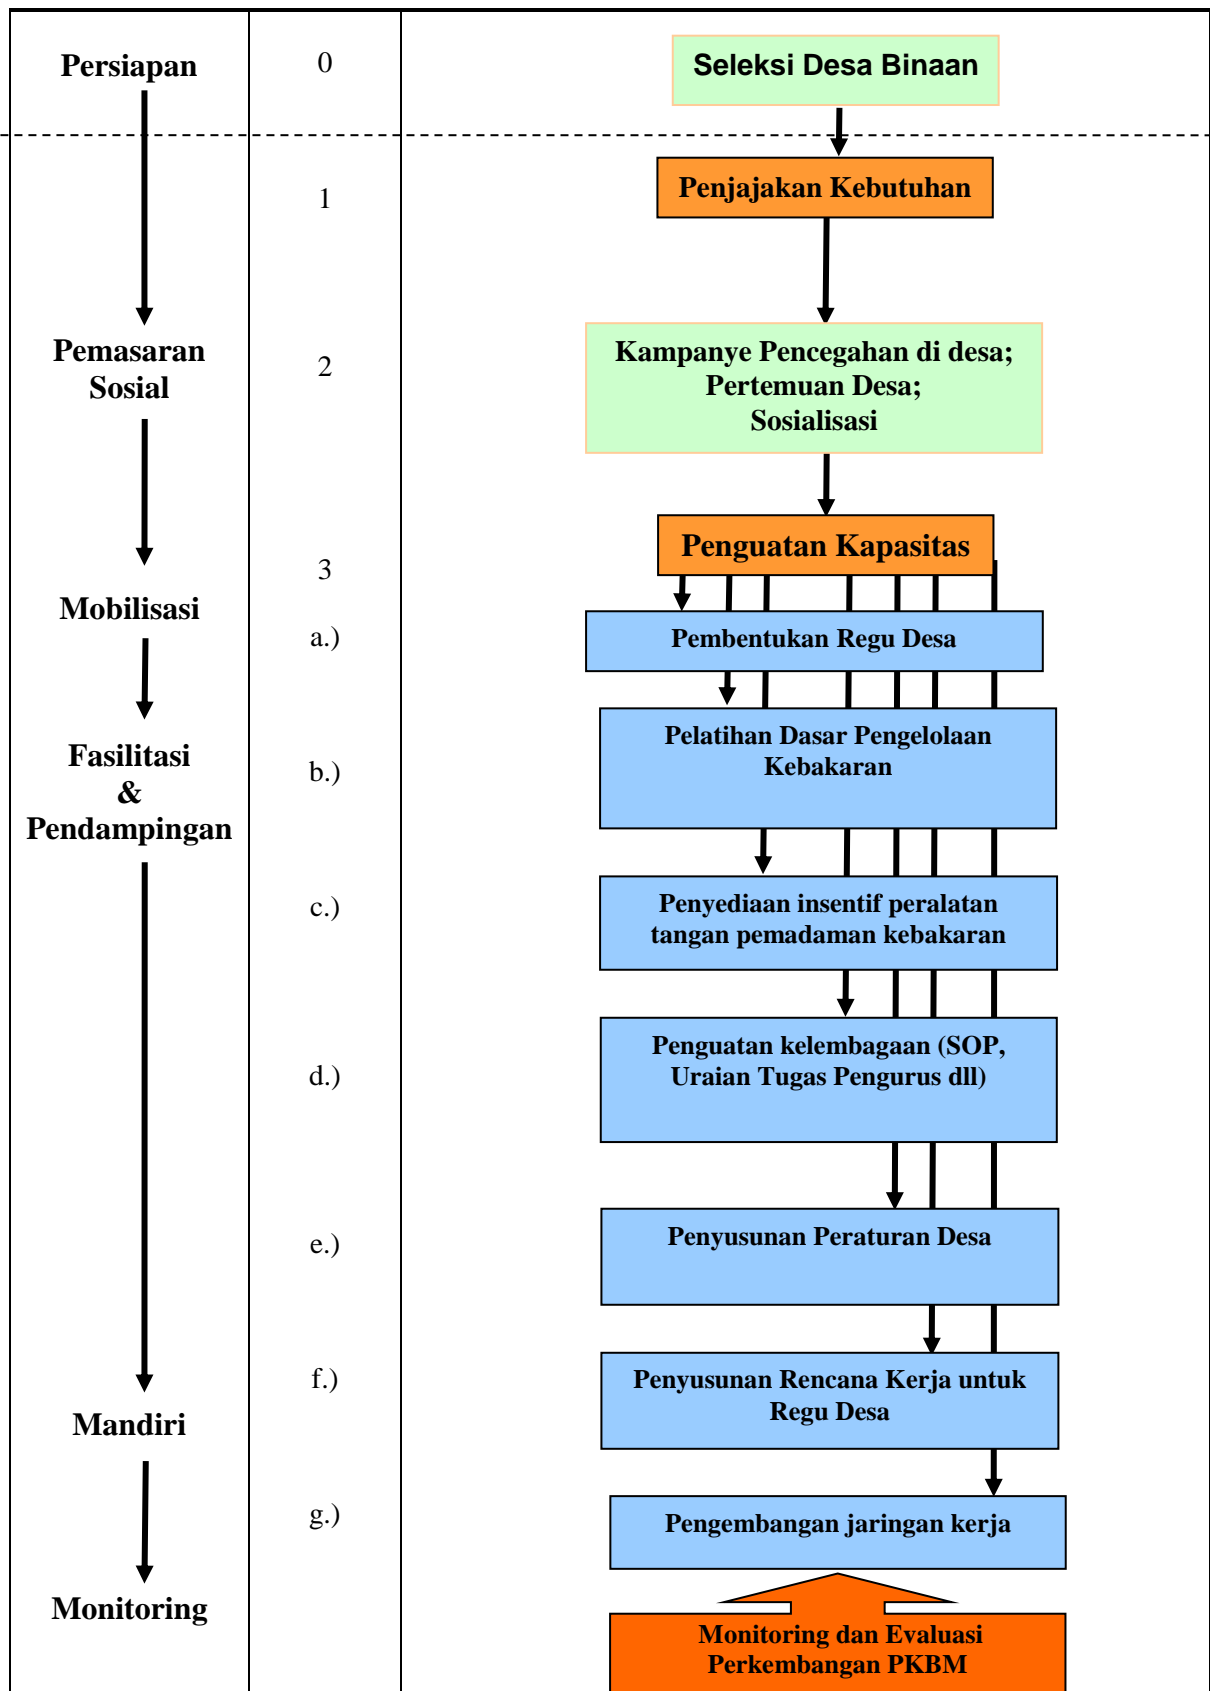 Persiapan
0
Seleksi Desa Binaan
1
Penjajakan Kebutuhan
Pemasaran
Sosial
2
Kampanye Pencegahan di desa;
Pertemuan Desa;
Sosialisasi
3
Penguatan Kapasitas
Mobilisasi
a.)
Pembentukan Regu Desa
Fasilitasi
&
Pendampingan
b.)
Pelatihan Dasar Pengelolaan
Kebakaran
c.)
Penyediaan insentif peralatan
tangan pemadaman kebakaran
d.)
Penguatan kelembagaan (SOP,
Uraian Tugas Pengurus dll)
e.)
Penyusunan Peraturan Desa
f.)
Penyusunan Rencana Kerja untuk
Regu Desa
Mandiri
g.)
Pengembangan jaringan kerja
Monitoring
Monitoring dan Evaluasi
Perkembangan PKBM